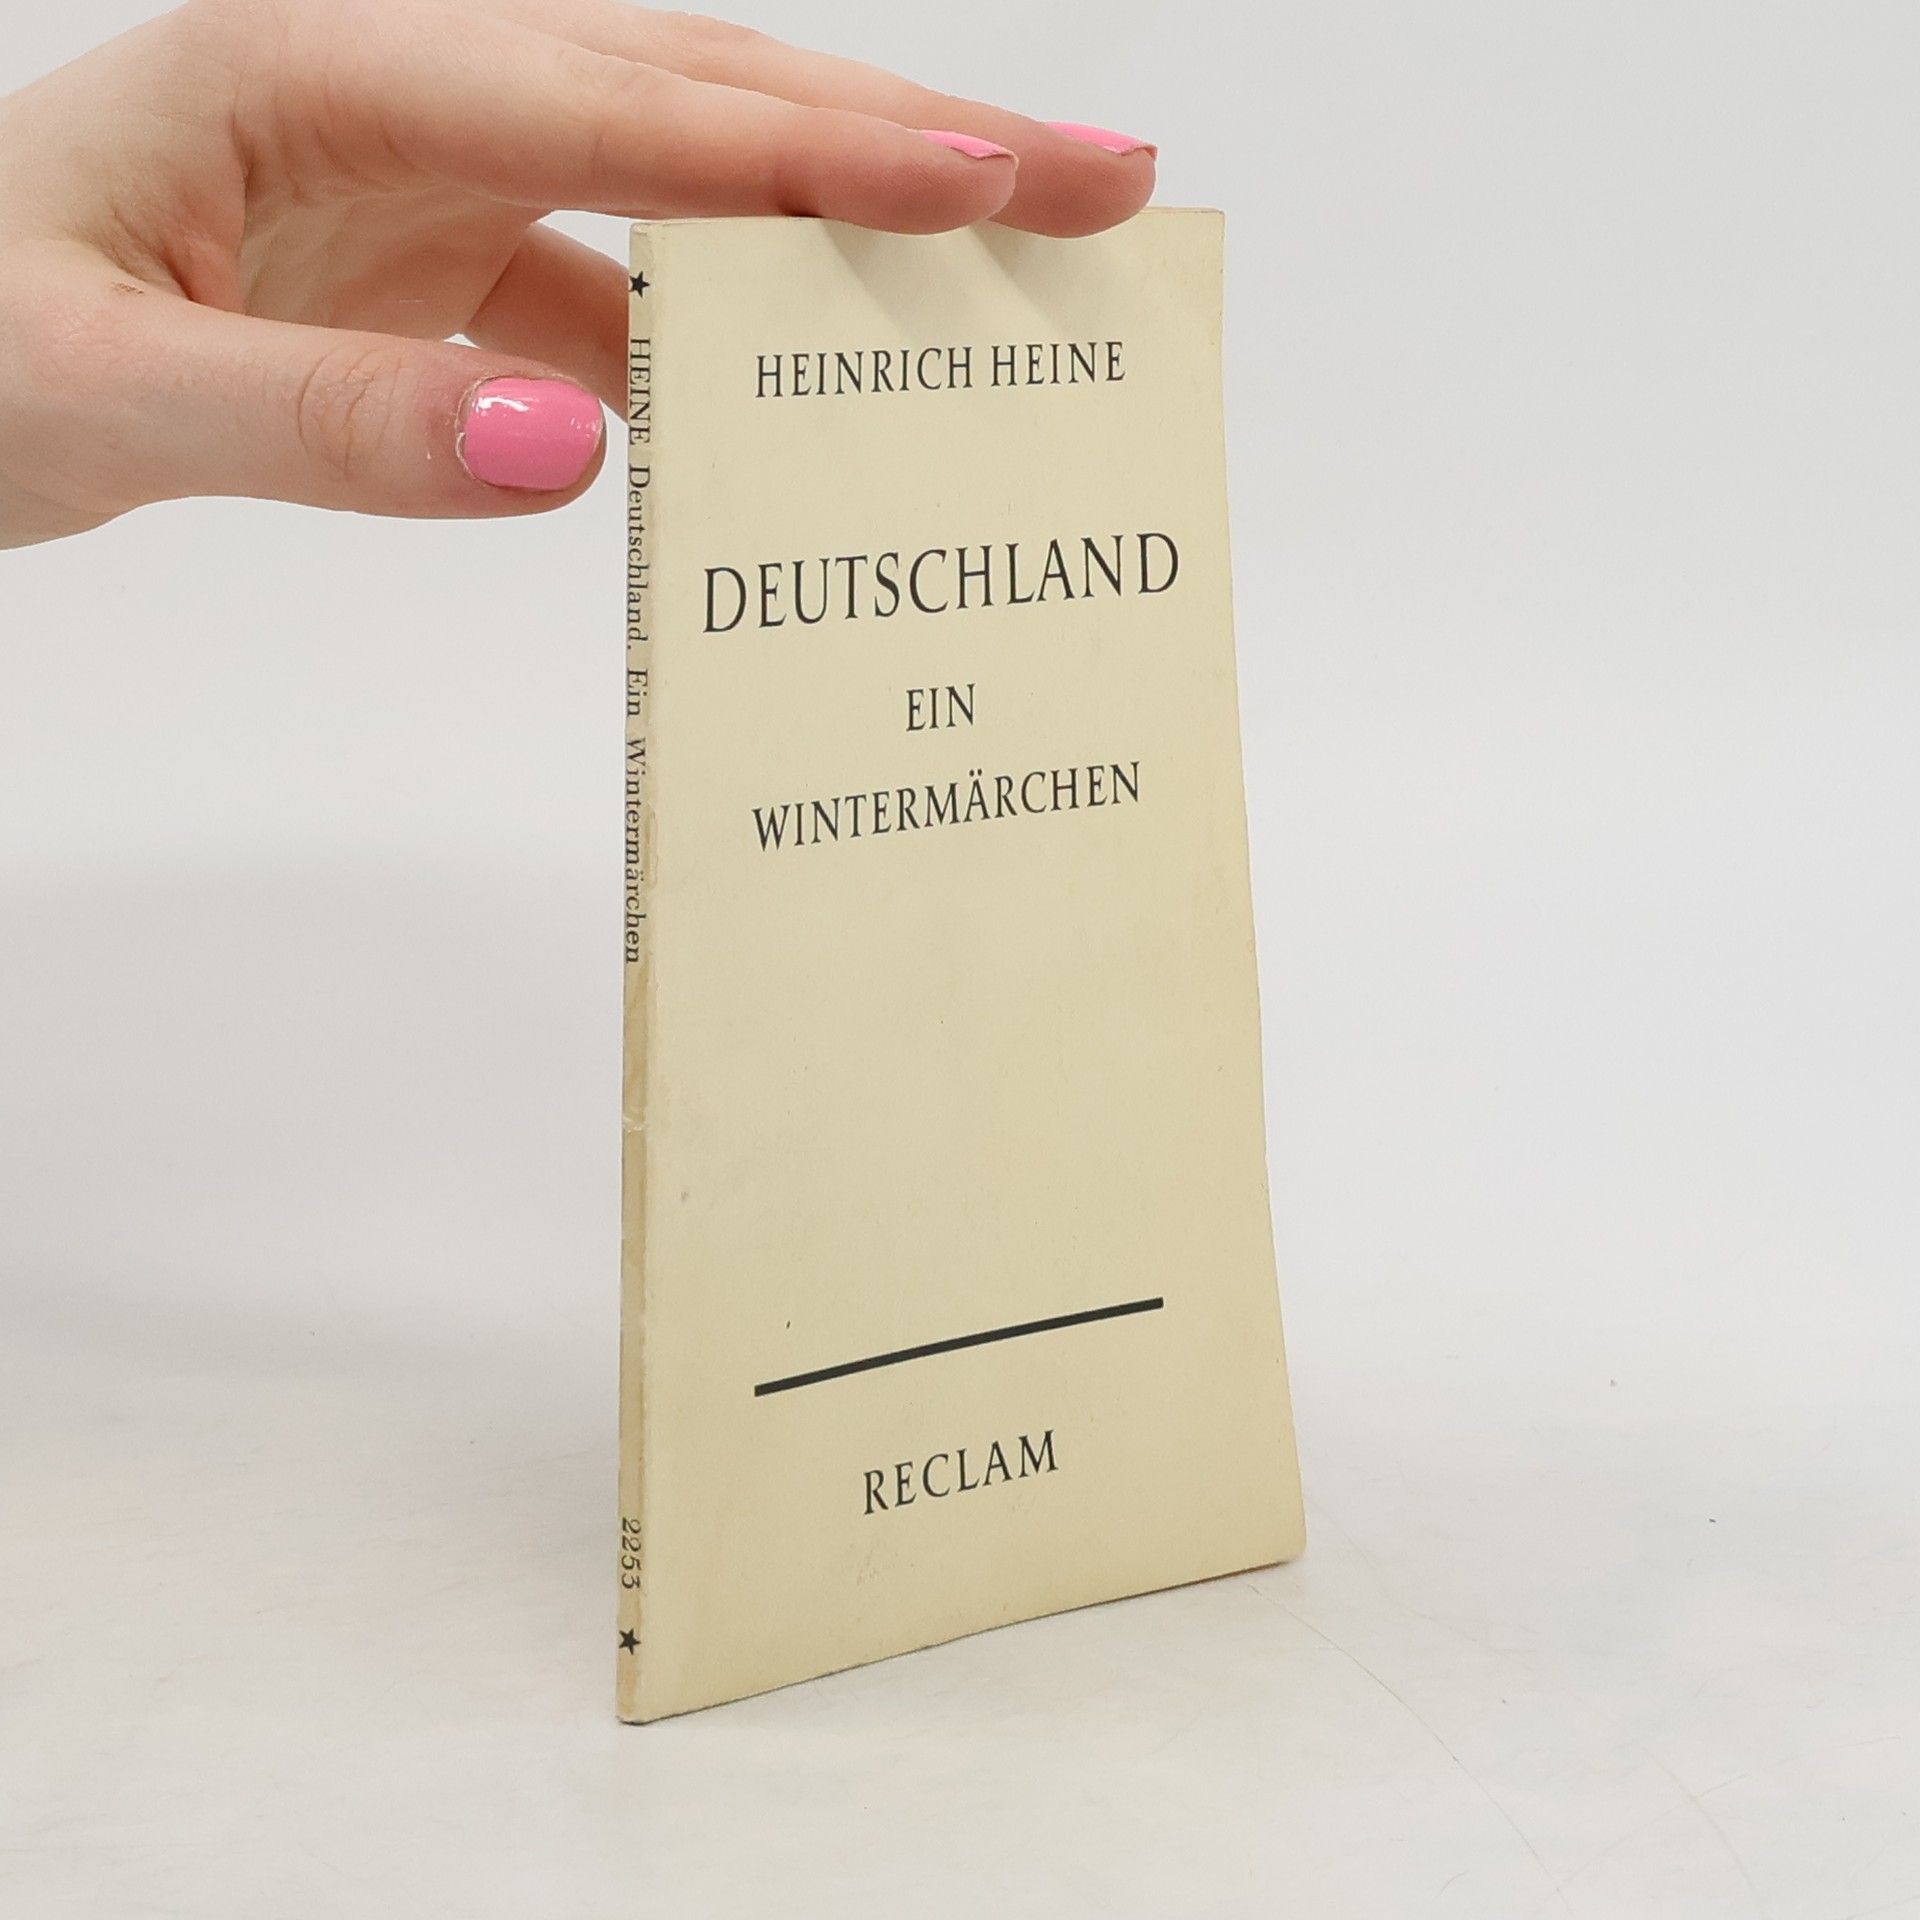 HEINRICH HEINE
DEUTSCHLAND
EIN
WINTERMÄRCHEN
RECLAM
★ HEINE Deutschland. Ein Wintermärchen 2253 ★